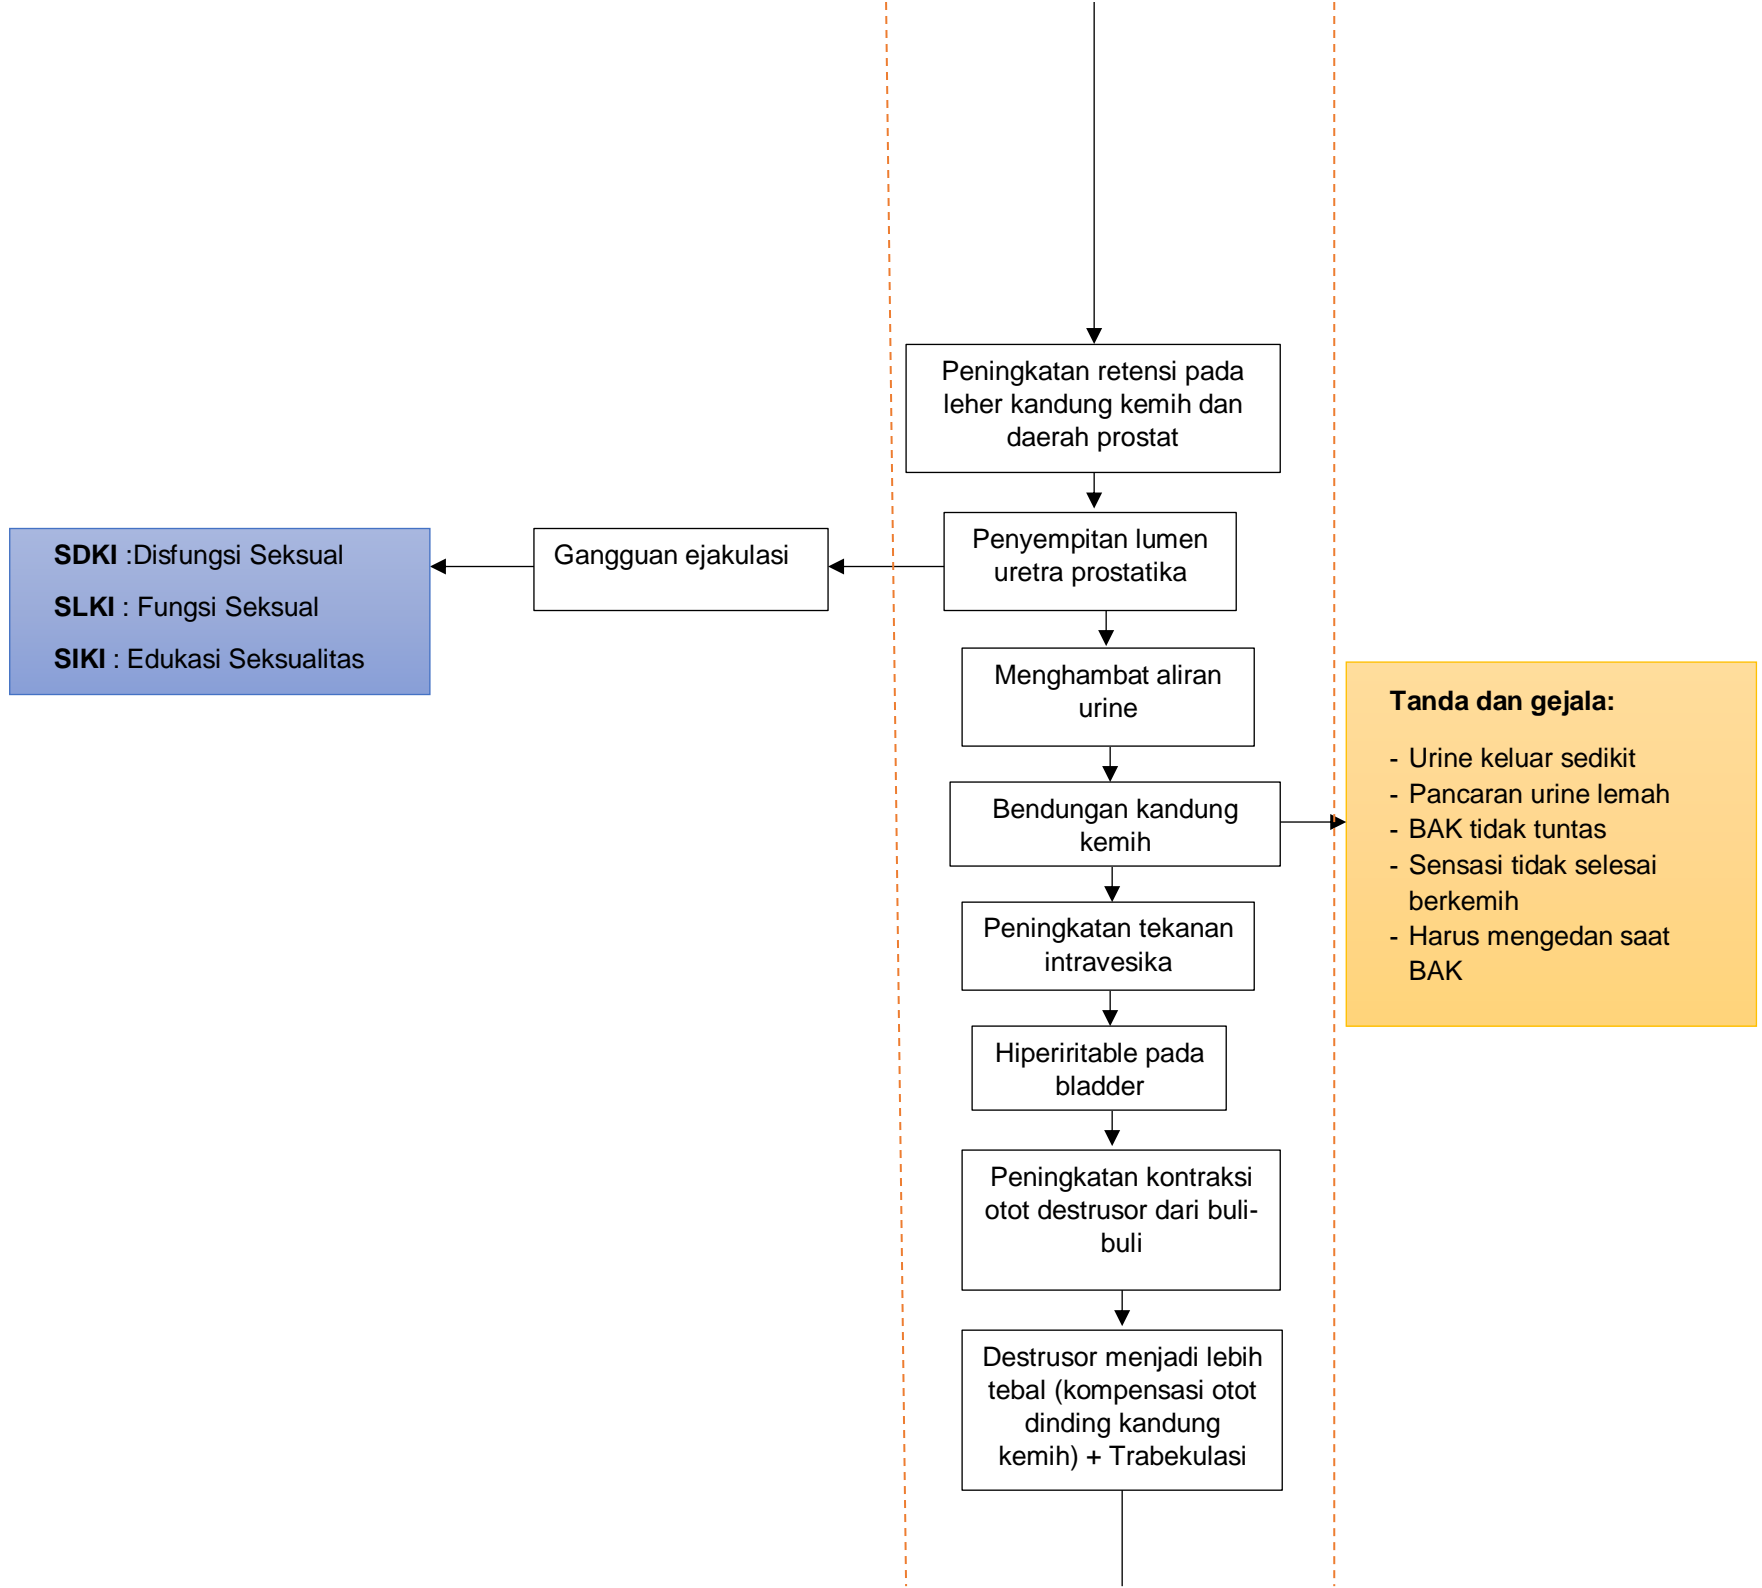 Peningkatan retensi pada
leher kandung kemih dan
daerah prostat
SDKI :Disfungsi Seksual
SLKI : Fungsi Seksual
SIKI : Edukasi Seksualitas
Gangguan ejakulasi
Penyempitan lumen
uretra prostatika
Menghambat aliran
urine
Bendungan kandung
kemih
Tanda dan gejala:
- Urine keluar sedikit
- Pancaran urine lemah
- BAK tidak tuntas
- Sensasi tidak selesai
berkemih
- Harus mengedan saat
BAK
Peningkatan tekanan
intravesika
Hiperiritable pada
bladder
Peningkatan kontraksi
otot destrusor dari buli-
buli
Destrusor menjadi lebih
tebal (kompensasi otot
dinding kandung
kemih) + Trabekulasi